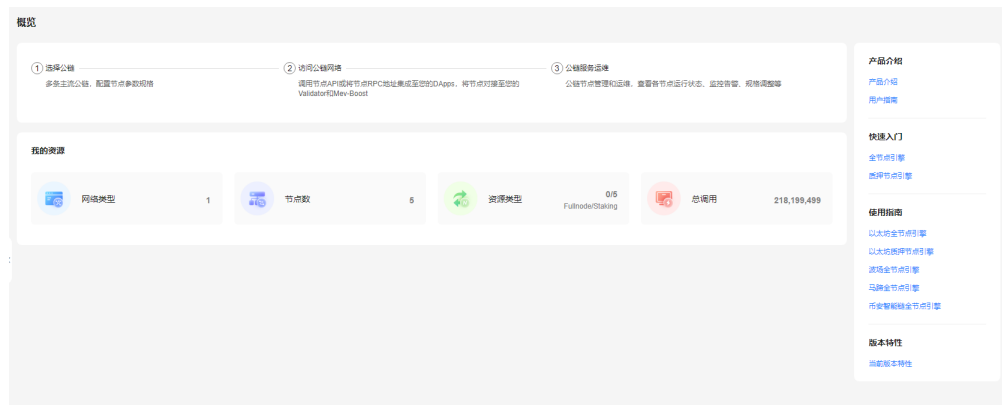 概览
1 选择公链
多条主流公链，配置节点参数规格
2 访问公链网络
调用节点API或将节点RPC地址集成至您的DApps，将节点对接至您的
Validator和Mev-Boost
3 公链服务运维
公链节点管理和运维，查看各节点运行状态、监控告警、规格调整等
我的资源
网络类型 1
节点数 5
资源类型 0/5
Fullnode/Staking
总调用 218,199,499
产品介绍
产品介绍
用户指南
快速入门
全节点引擎
质押节点引擎
使用指南
以太坊全节点引擎
以太坊质押节点引擎
波场全节点引擎
马蹄全节点引擎
币安智能链全节点引擎
版本特性
当前版本特性